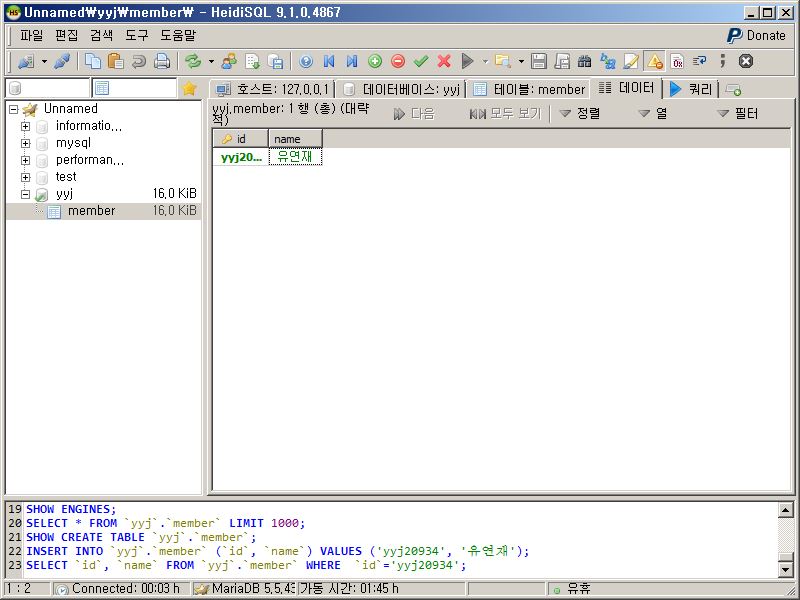 Unnamed₩yyj₩member₩ - HeidiSQL 9.1.0.4867
파일 편집 검색 도구 도움말
Donate
호스트: 127.0.0.1 데이터베이스: yyj 테이블: member 데이터 쿼리
Unnamed
informatio...
mysql
performan...
test
yyj 16.0 KiB
member 16.0 KiB
yyj.member: 1 행 (총) (대략적)
다음 모두 보기 정렬 열 필터
id name
yyj20... 유연재
19 SHOW ENGINES;
20 SELECT * FROM `yyj`.`member` LIMIT 1000;
21 SHOW CREATE TABLE `yyj`.`member`;
22 INSERT INTO `yyj`.`member` (`id`, `name`) VALUES ('yyj20934', '유연재');
23 SELECT `id`, `name` FROM `yyj`.`member` WHERE  `id`='yyj20934';
1 : 2 Connected: 00:03 h MariaDB 5.5.43 가동 시간: 01:45 h 유휴